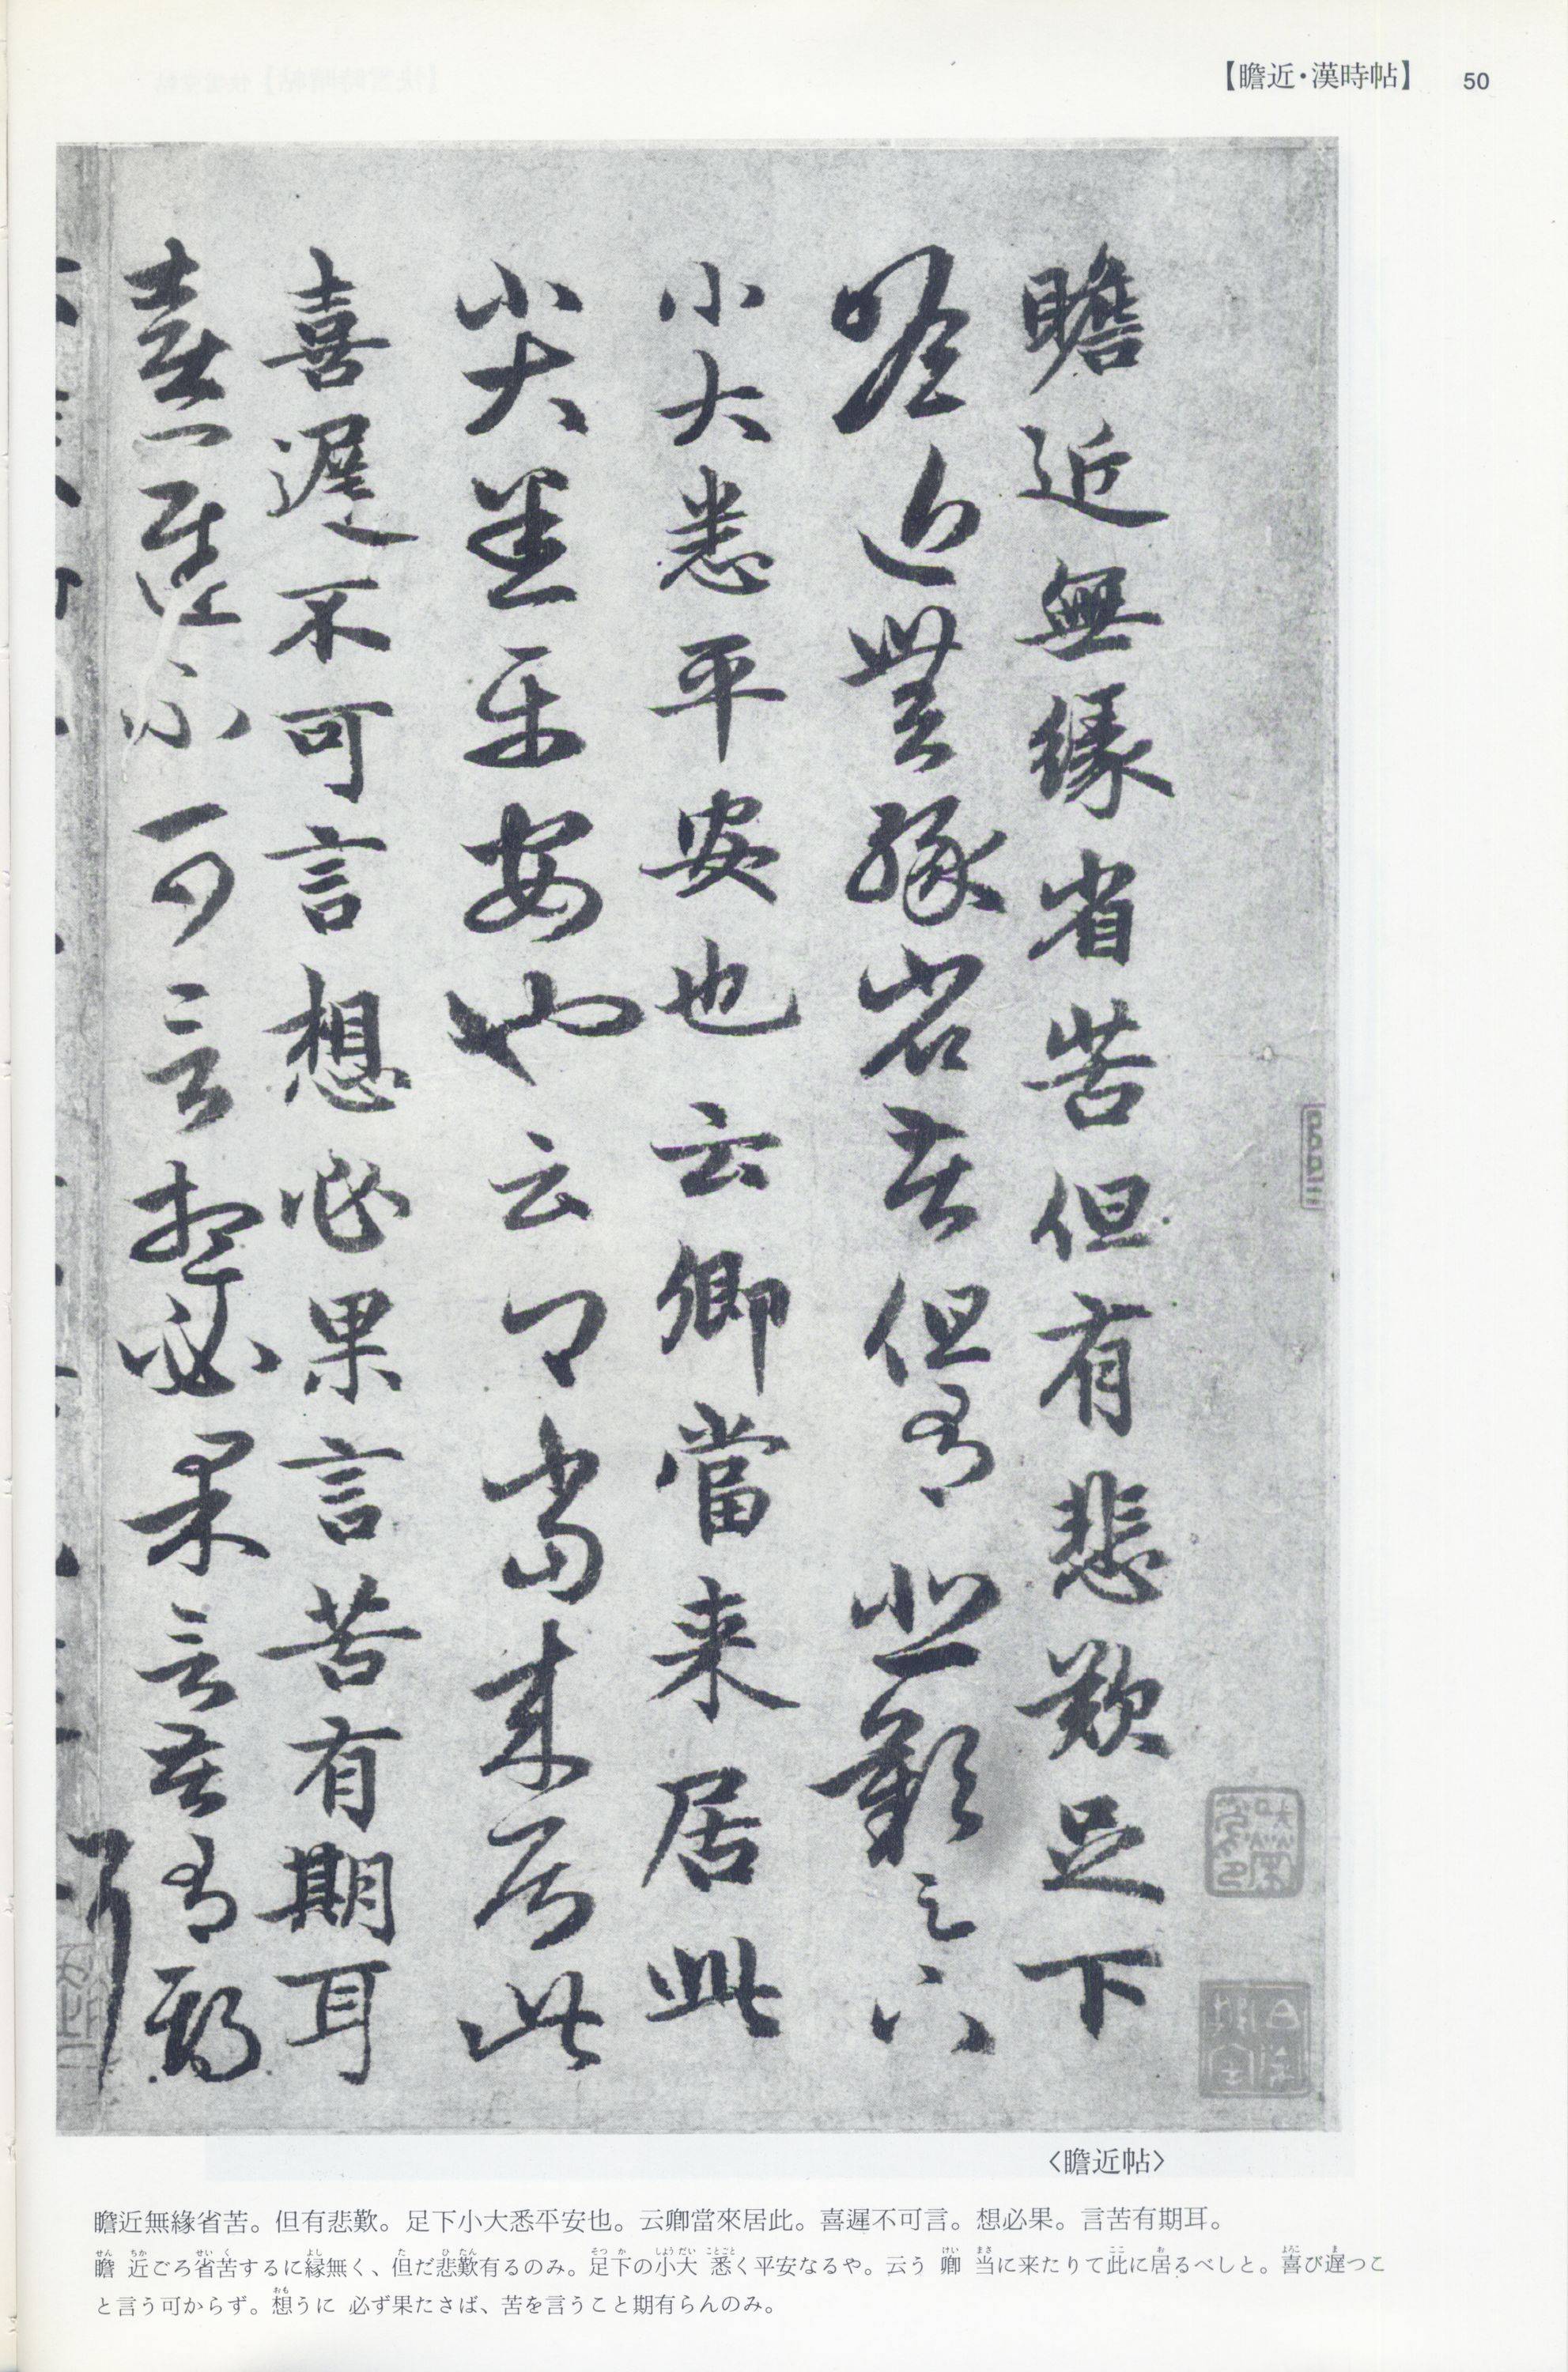 【瞻近・漢時帖】 50
瞻近無緣省苦但有悲歎足下
瞻近無緣省苦但有悲歎足下
小大悉平安也云卿當来居此
小大悉平安也云卿當来居此
喜遲不可言想必果言苦有期耳
喜遲不可言想必果言苦有期
耳
〈瞻近帖〉
瞻近無緣省苦。但有悲歎。足下小大悉平安也。云卿當來居此。喜遲不可言。想必果。言苦有期耳。
瞻近ごろ省苦するに縁無く、但だ悲歎有るのみ。足下の小大悉く平安なるや。云う卿当に来たりて此に居るべしと。喜び遲つこ
と言う可からず。想うに必ず果たさば、苦を言うこと期有らんのみ。